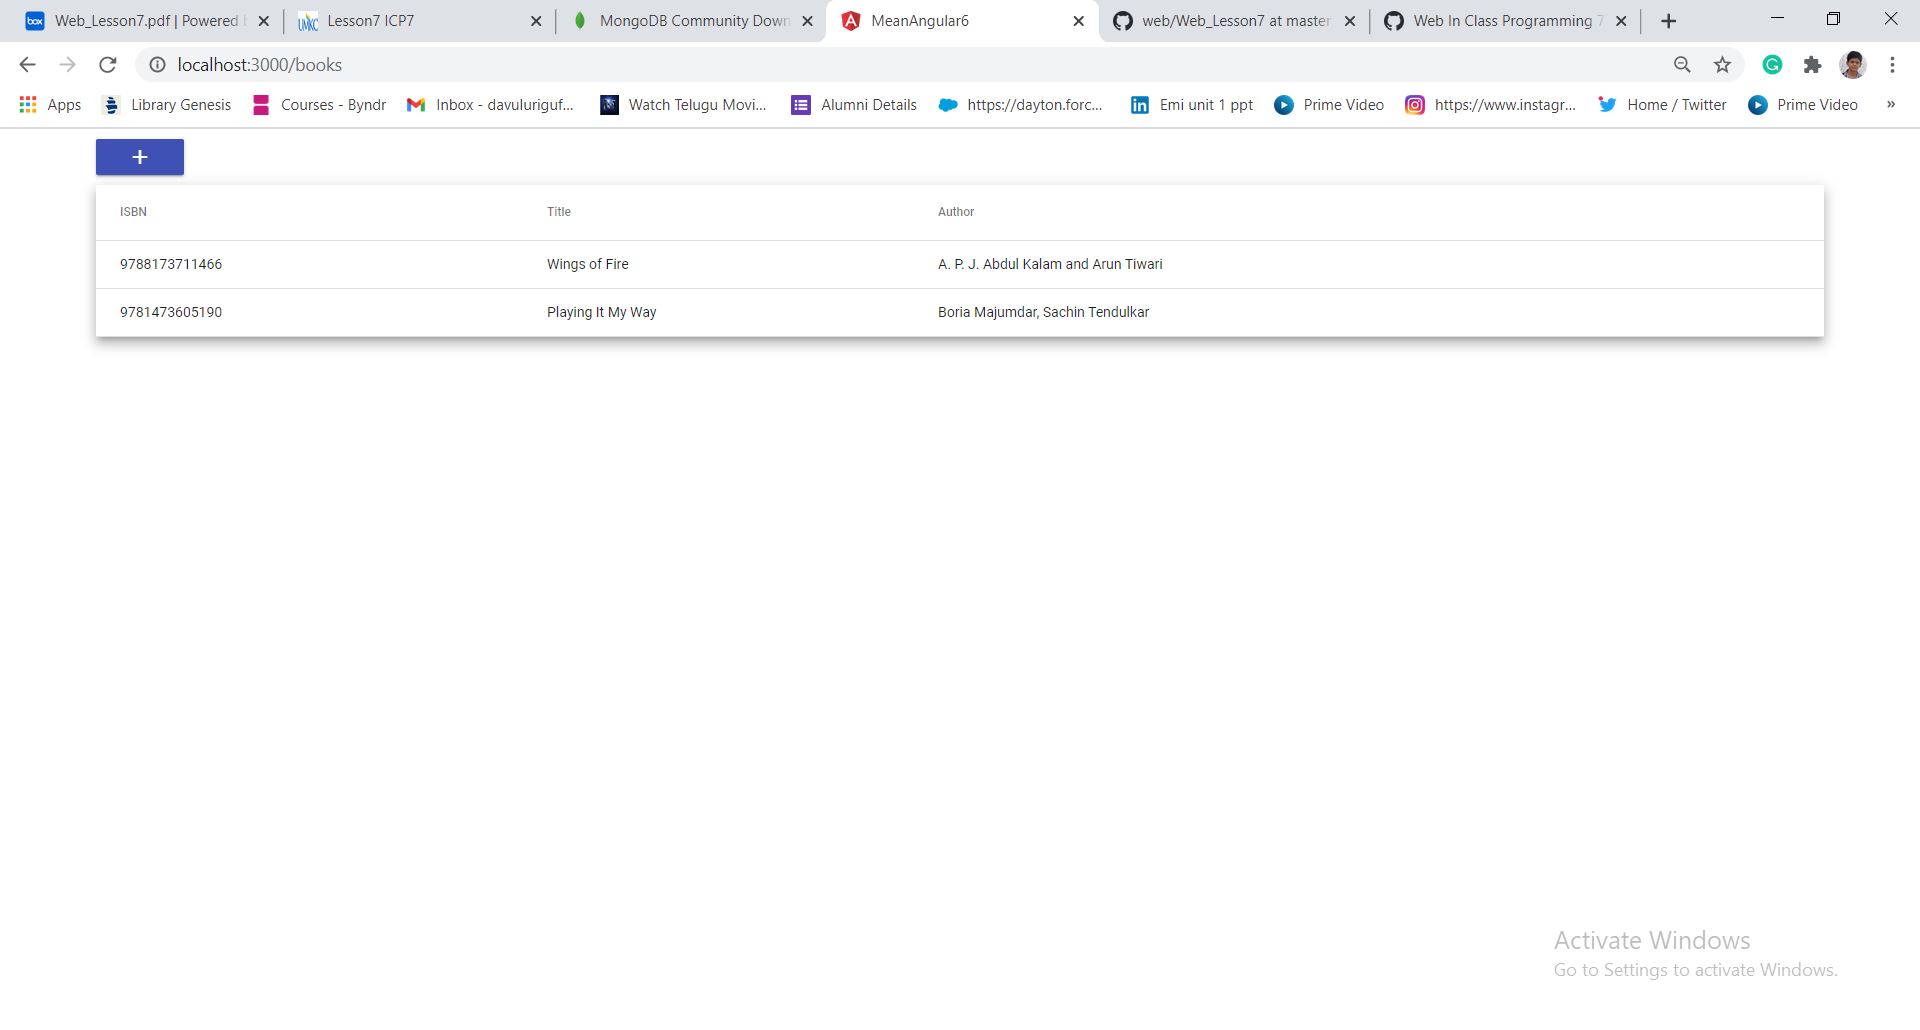 box Web_Lesson7.pdf | Powered
UMKC Lesson7 ICP7
MongoDB Community Down
MeanAngular6
web/Web_Lesson7 at master
Web In Class Programming 7
localhost:3000/books
Apps
Library Genesis
Courses - Byndr
Inbox - davuluriguf...
Watch Telugu Movi...
Alumni Details
https://dayton.forc...
in Emi unit 1 ppt
Prime Video
https://www.instagr...
Home / Twitter
Prime Video
»
+
ISBN Title Author
9788173711466 Wings of Fire A. P. J. Abdul Kalam and Arun Tiwari
9781473605190 Playing It My Way Boria Majumdar, Sachin Tendulkar
Activate Windows
Go to Settings to activate Windows.